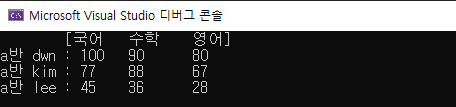 Microsoft Visual Studio 디버그 콘솔
[국어 수학 영어]
a반 dwn : 100 90 80
a반 kim : 77 88 67
a반 lee : 45 36 28